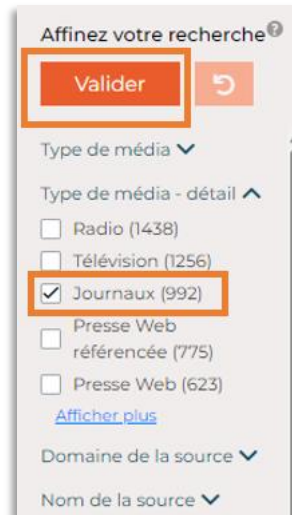 Affinez votre recherche?
Valider
Type de média
Type de média - détail
Radio (1438)
Télévision (1256)
Journaux (992)
Presse Web
référencée (775)
Presse Web (623)
Afficher plus
Domaine de la source
Nom de la source